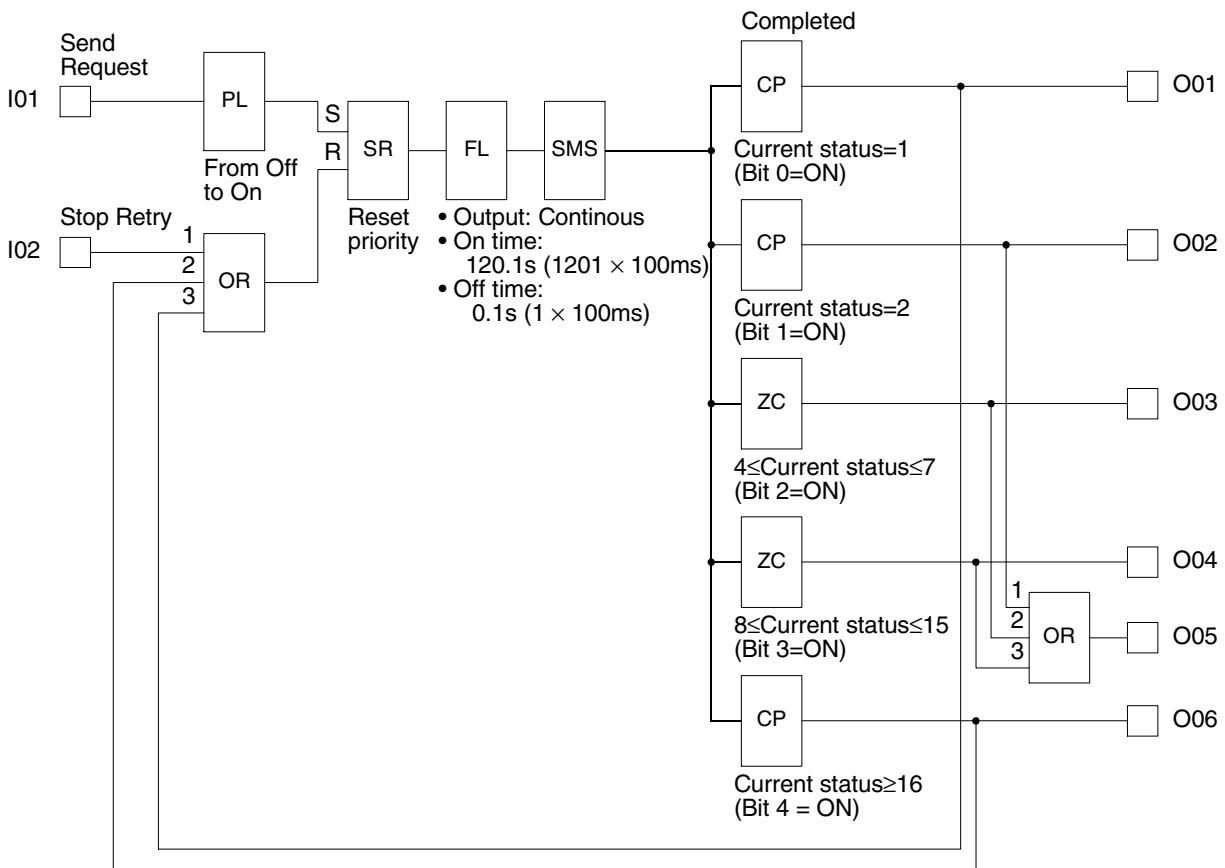 Completed
Send
Request
I01
PL
CP
O01
S
R
SR
FL
SMS
From Off
to On
Current status=1
(Bit 0=ON)
Stop Retry
I02
1
2
3
OR
Reset
priority
• Output: Continous
• On time:
120.1s (1201 × 100ms)
• Off time:
0.1s (1 × 100ms)
CP
O02
Current status=2
(Bit 1=ON)
ZC
O03
4≤Current status≤7
(Bit 2=ON)
ZC
O04
8≤Current status≤15
(Bit 3=ON)
1
2
3
OR
O05
CP
O06
Current status≥16
(Bit 4 = ON)